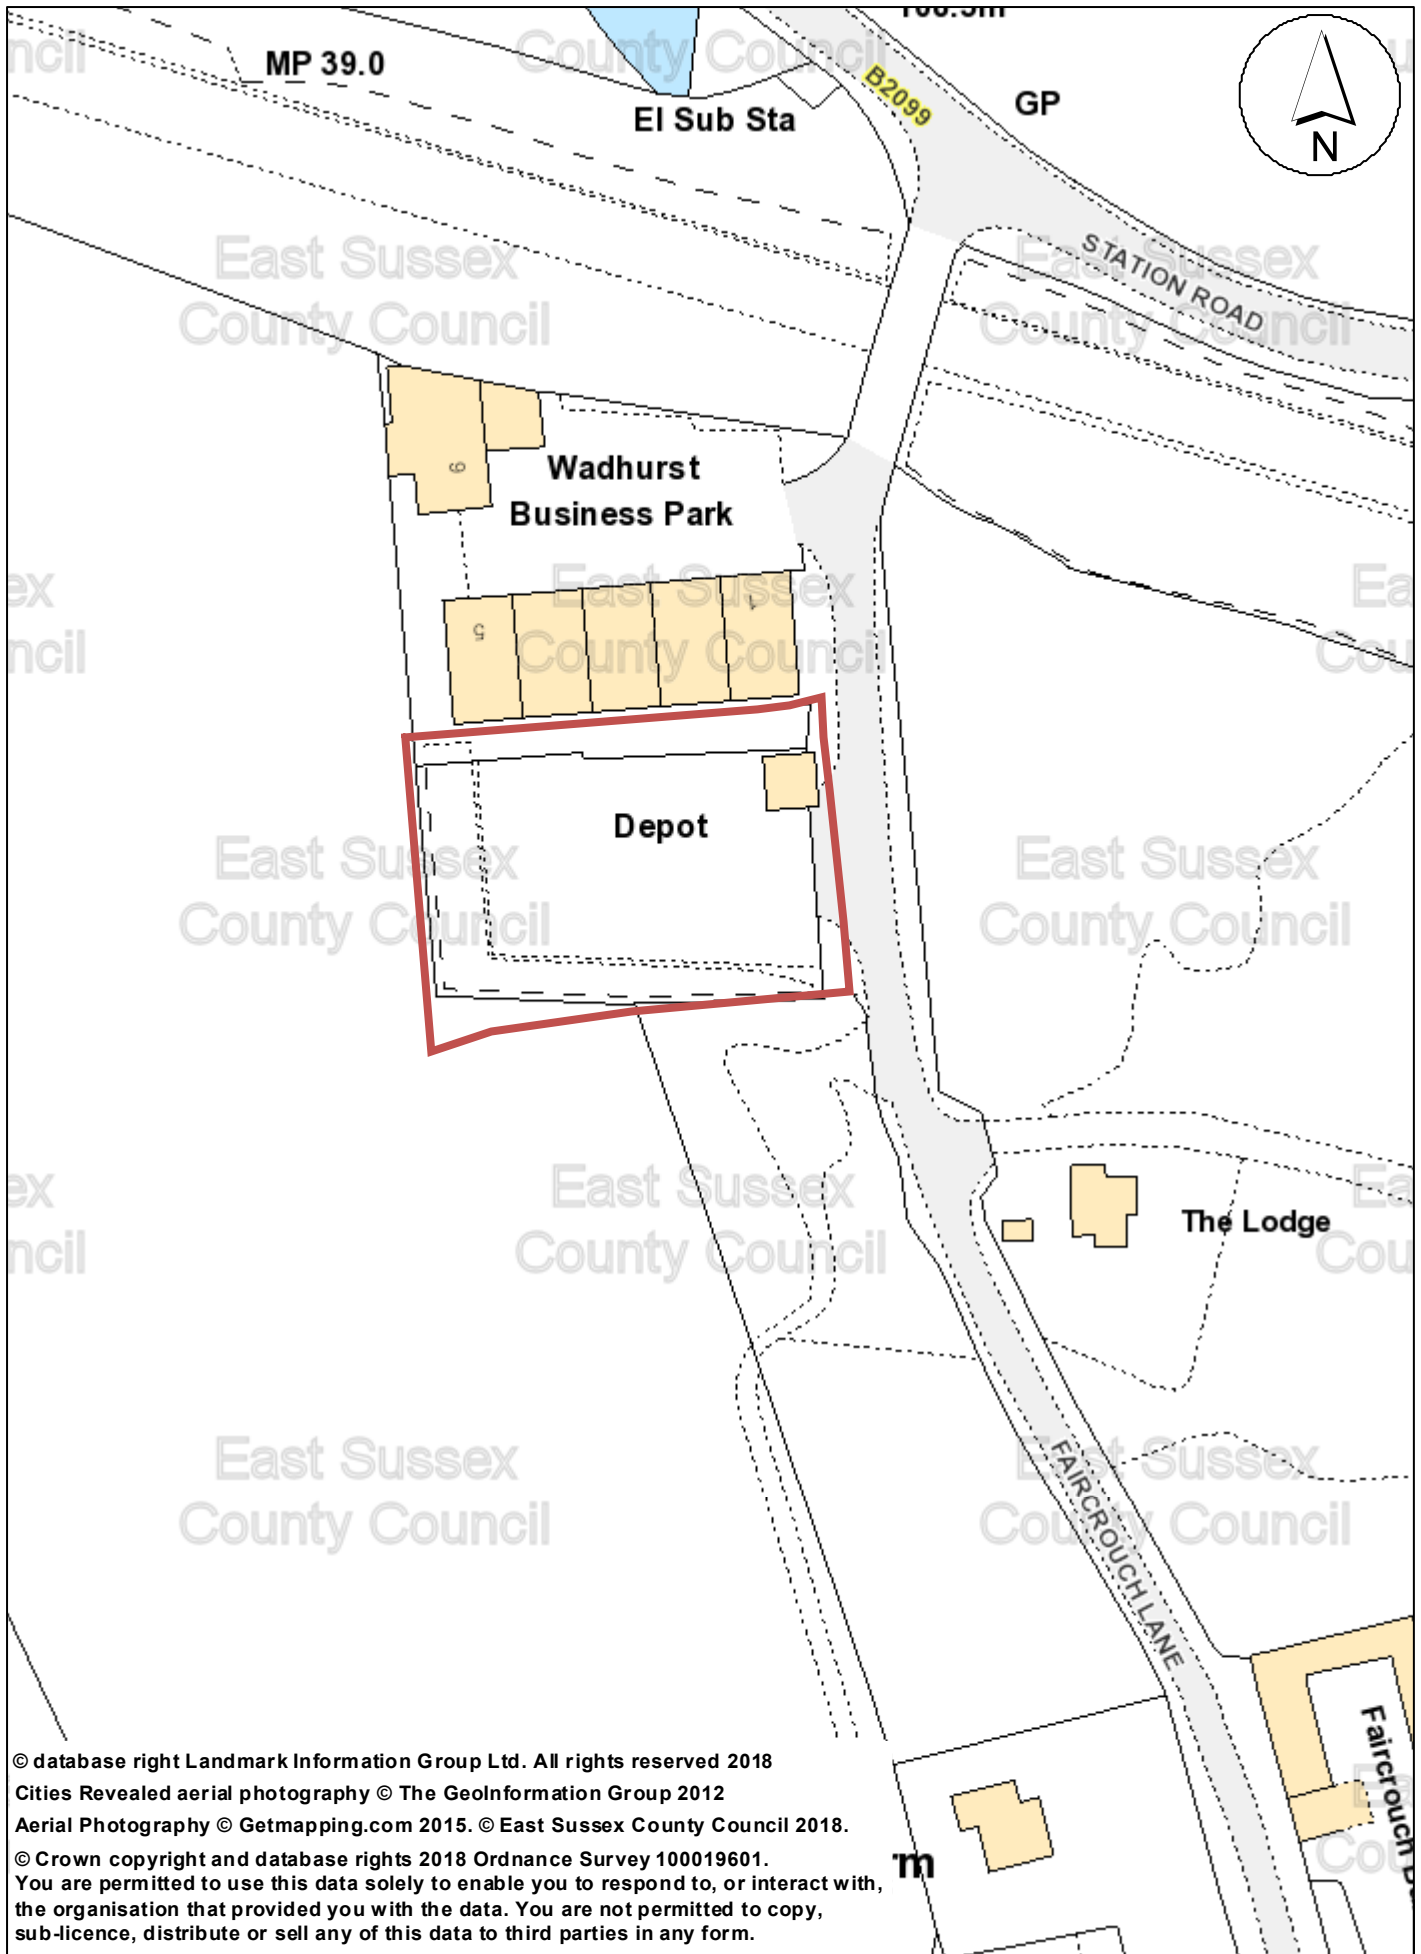 MP 39.0
El Sub Sta
B2099
GP
N
STATION ROAD
Wadhurst
Business Park
6
5
1
Depot
The Lodge
FAIRCROUCH LANE
Faircrouch
rm
East Sussex
County Council
© database right Landmark Information Group Ltd. All rights reserved 2018
Cities Revealed aerial photography © The GeoInformation Group 2012
Aerial Photography © Getmapping.com 2015. © East Sussex County Council 2018.
© Crown copyright and database rights 2018 Ordnance Survey 100019601.
You are permitted to use this data solely to enable you to respond to, or interact with,
the organisation that provided you with the data. You are not permitted to copy,
sub-licence, distribute or sell any of this data to third parties in any form.